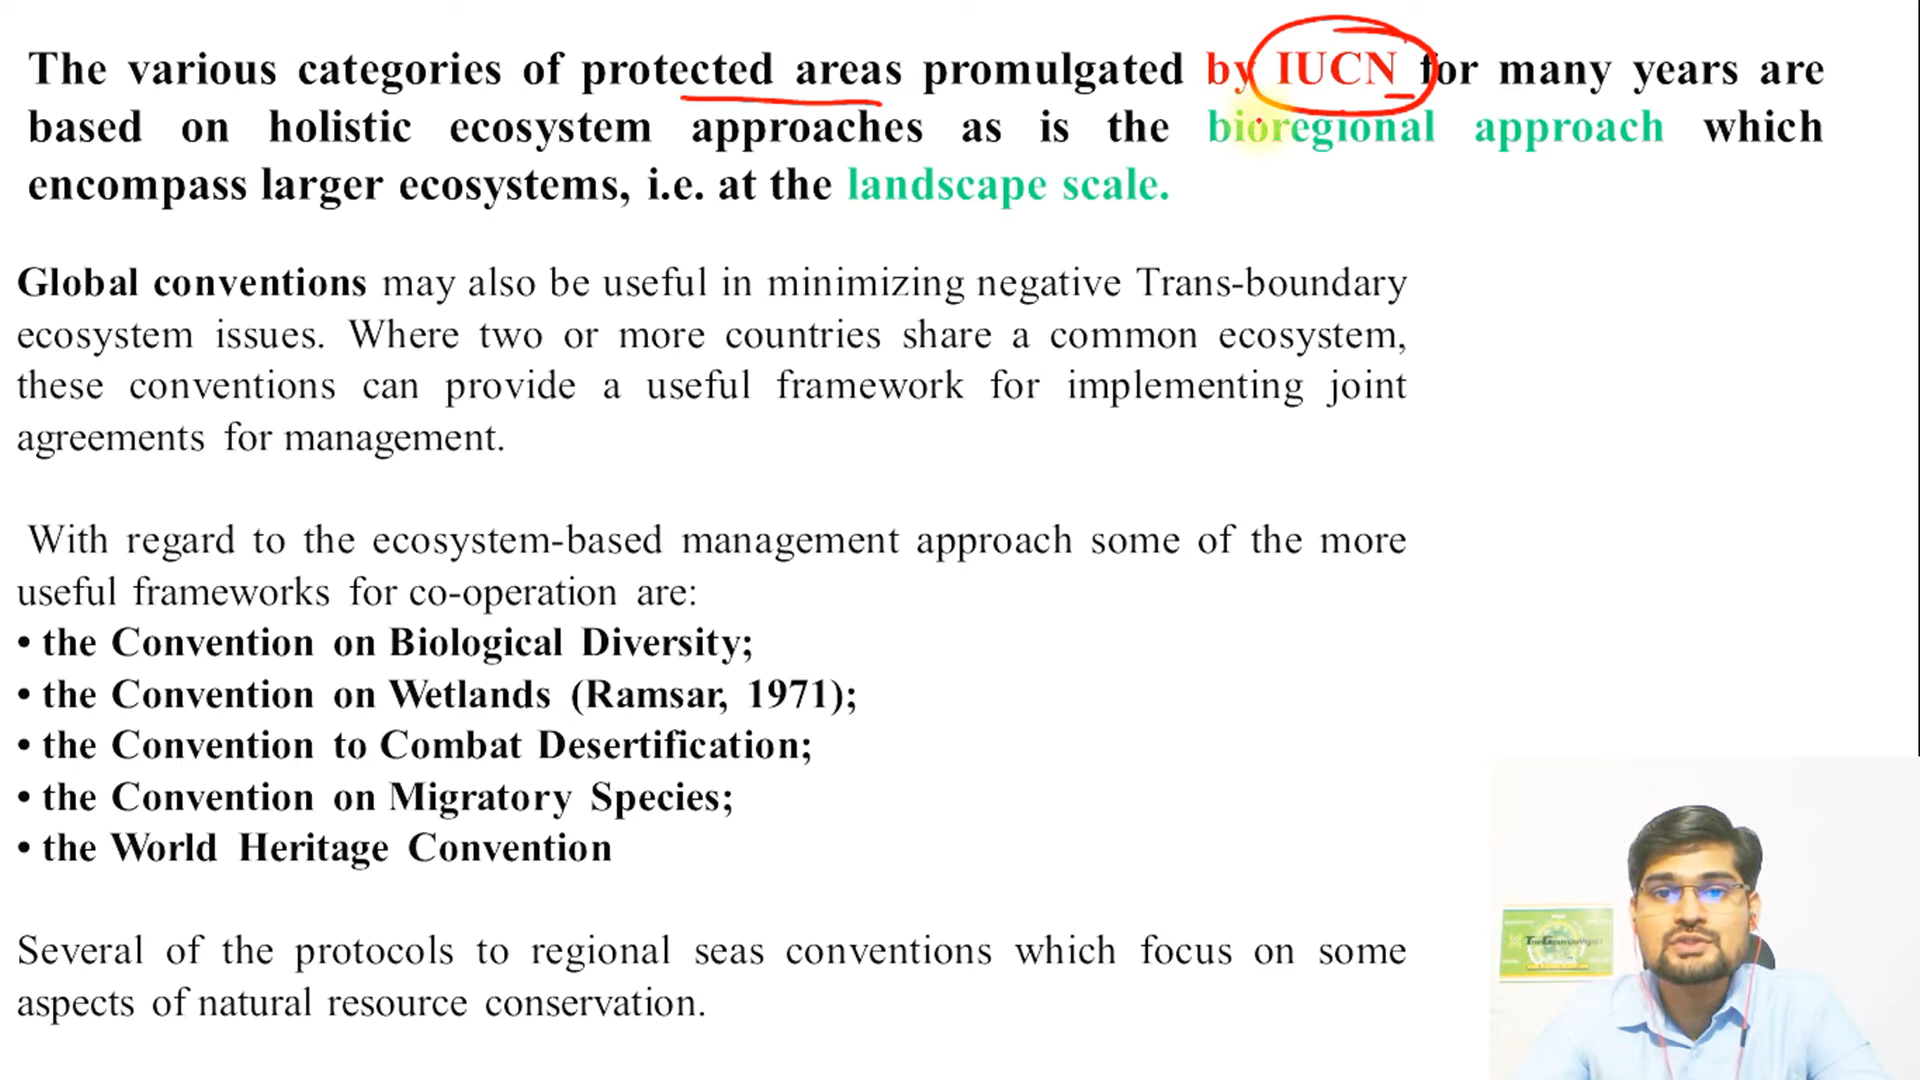 The various categories of protected areas promulgated by IUCN for many years are
based on holistic ecosystem approaches as is the bioregional approach which
encompass larger ecosystems, i.e. at the landscape scale.
Global conventions may also be useful in minimizing negative Trans-boundary
ecosystem issues. Where two or more countries share a common ecosystem,
these conventions can provide a useful framework for implementing joint
agreements for management.
With regard to the ecosystem-based management approach some of the more
useful frameworks for co-operation are:
• the Convention on Biological Diversity;
• the Convention on Wetlands (Ramsar, 1971);
• the Convention to Combat Desertification;
• the Convention on Migratory Species;
• the World Heritage Convention
Several of the protocols to regional seas conventions which focus on some
aspects of natural resource conservation.